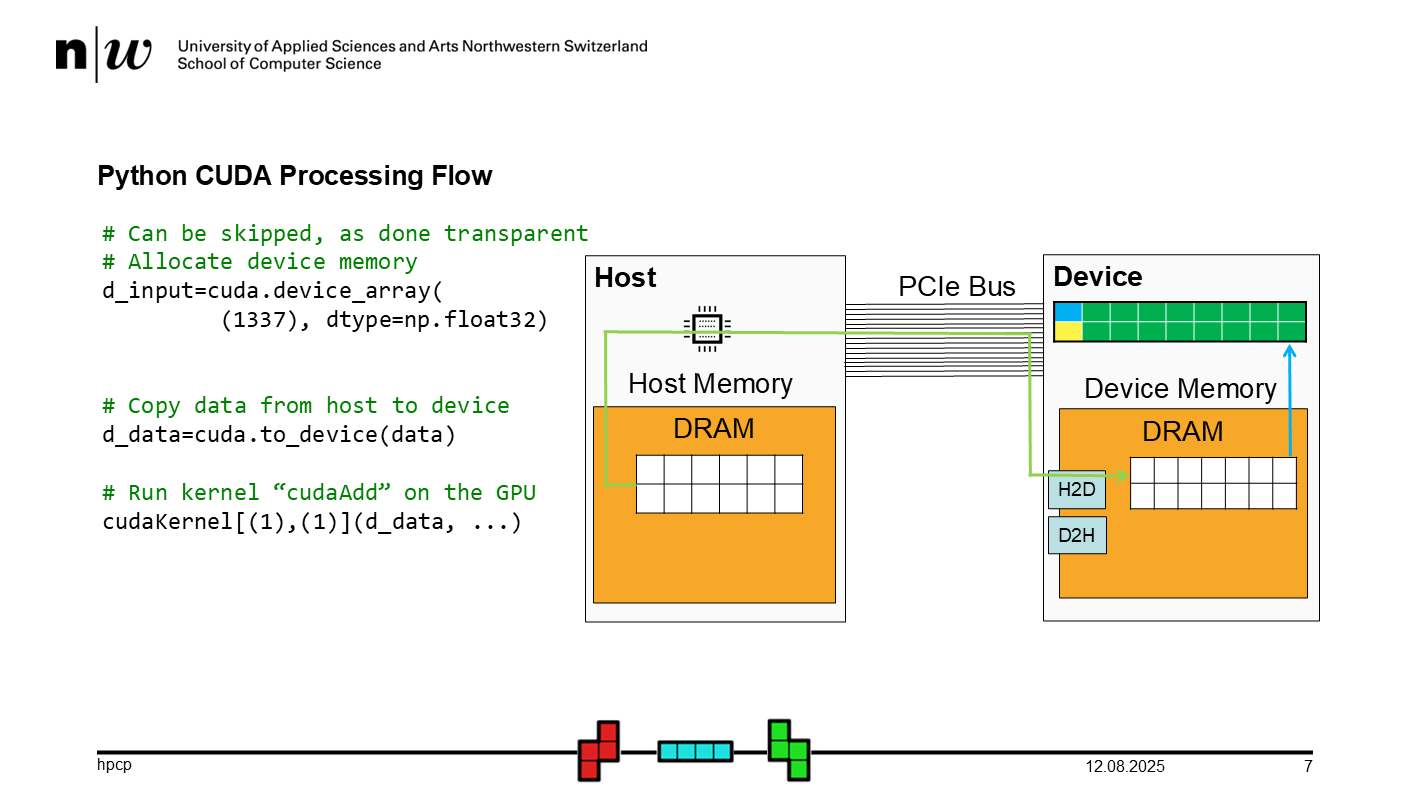 n|w
University of Applied Sciences and Arts Northwestern Switzerland
School of Computer Science
Python CUDA Processing Flow
# Can be skipped, as done transparent
# Allocate device memory
d_input=cuda.device_array(
(1337), dtype=np.float32)
# Copy data from host to device
d_data=cuda.to_device(data)
# Run kernel “cudaAdd” on the GPU
cudaKernel[(1),(1)](d_data, ...)
Host
Host Memory
DRAM
PCIe Bus
Device
Device Memory
DRAM
H2D
D2H
hpcp
12.08.2025
7